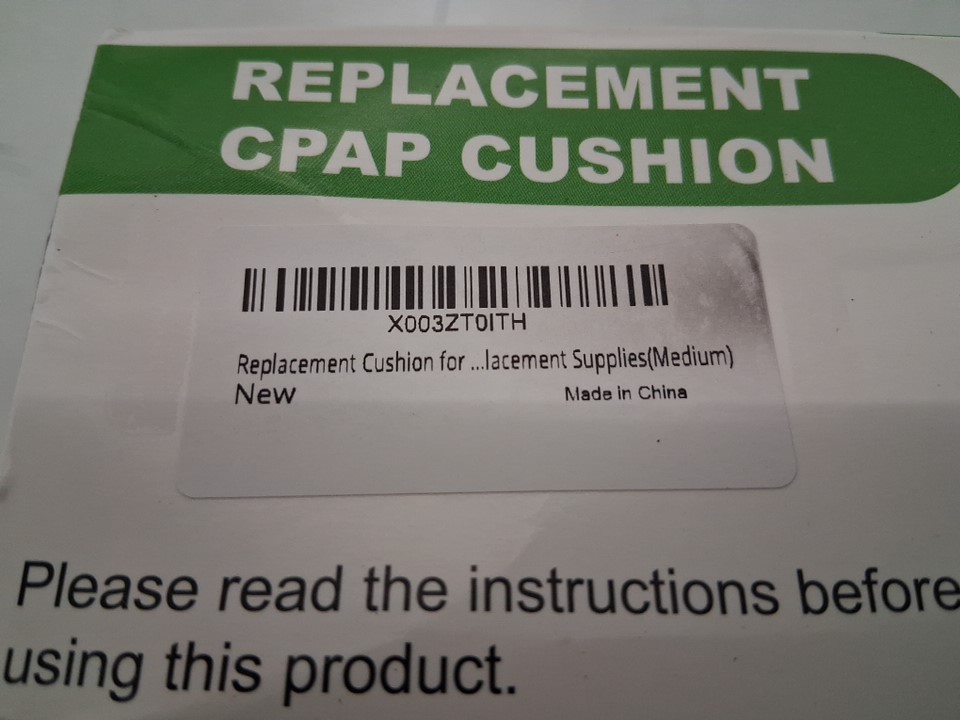 REPLACEMENT
CPAP CUSHION
X003ZT0ITH
Replacement Cushion for ...lacement Supplies(Medium)
New Made in China
Please read the instructions before
using this product.